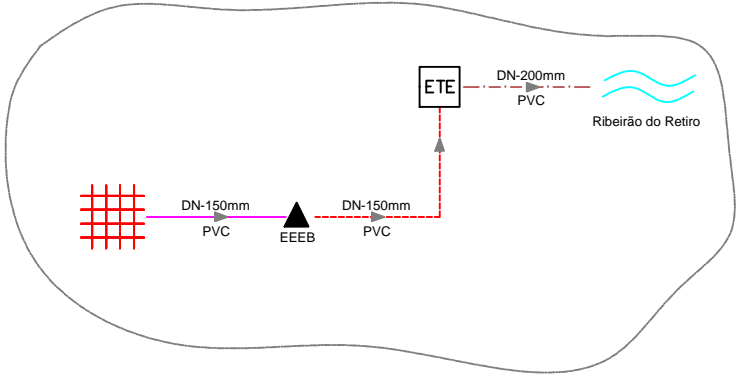 DN-200mm
ETE
PVC
Ribeirão do Retiro
DN-150mm
DN-150mm
PVC
EEEB
PVC